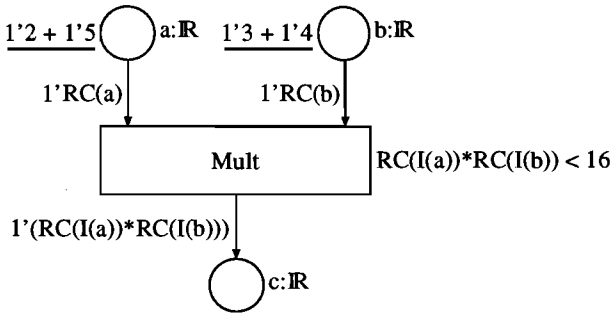 1'2 + 1'5
a:ℝ
1'3 + 1'4
b:ℝ
1'RC(a)
1'RC(b)
Mult
RC(I(a))*RC(I(b)) < 16
1'(RC(I(a))*RC(I(b)))
c:ℝ